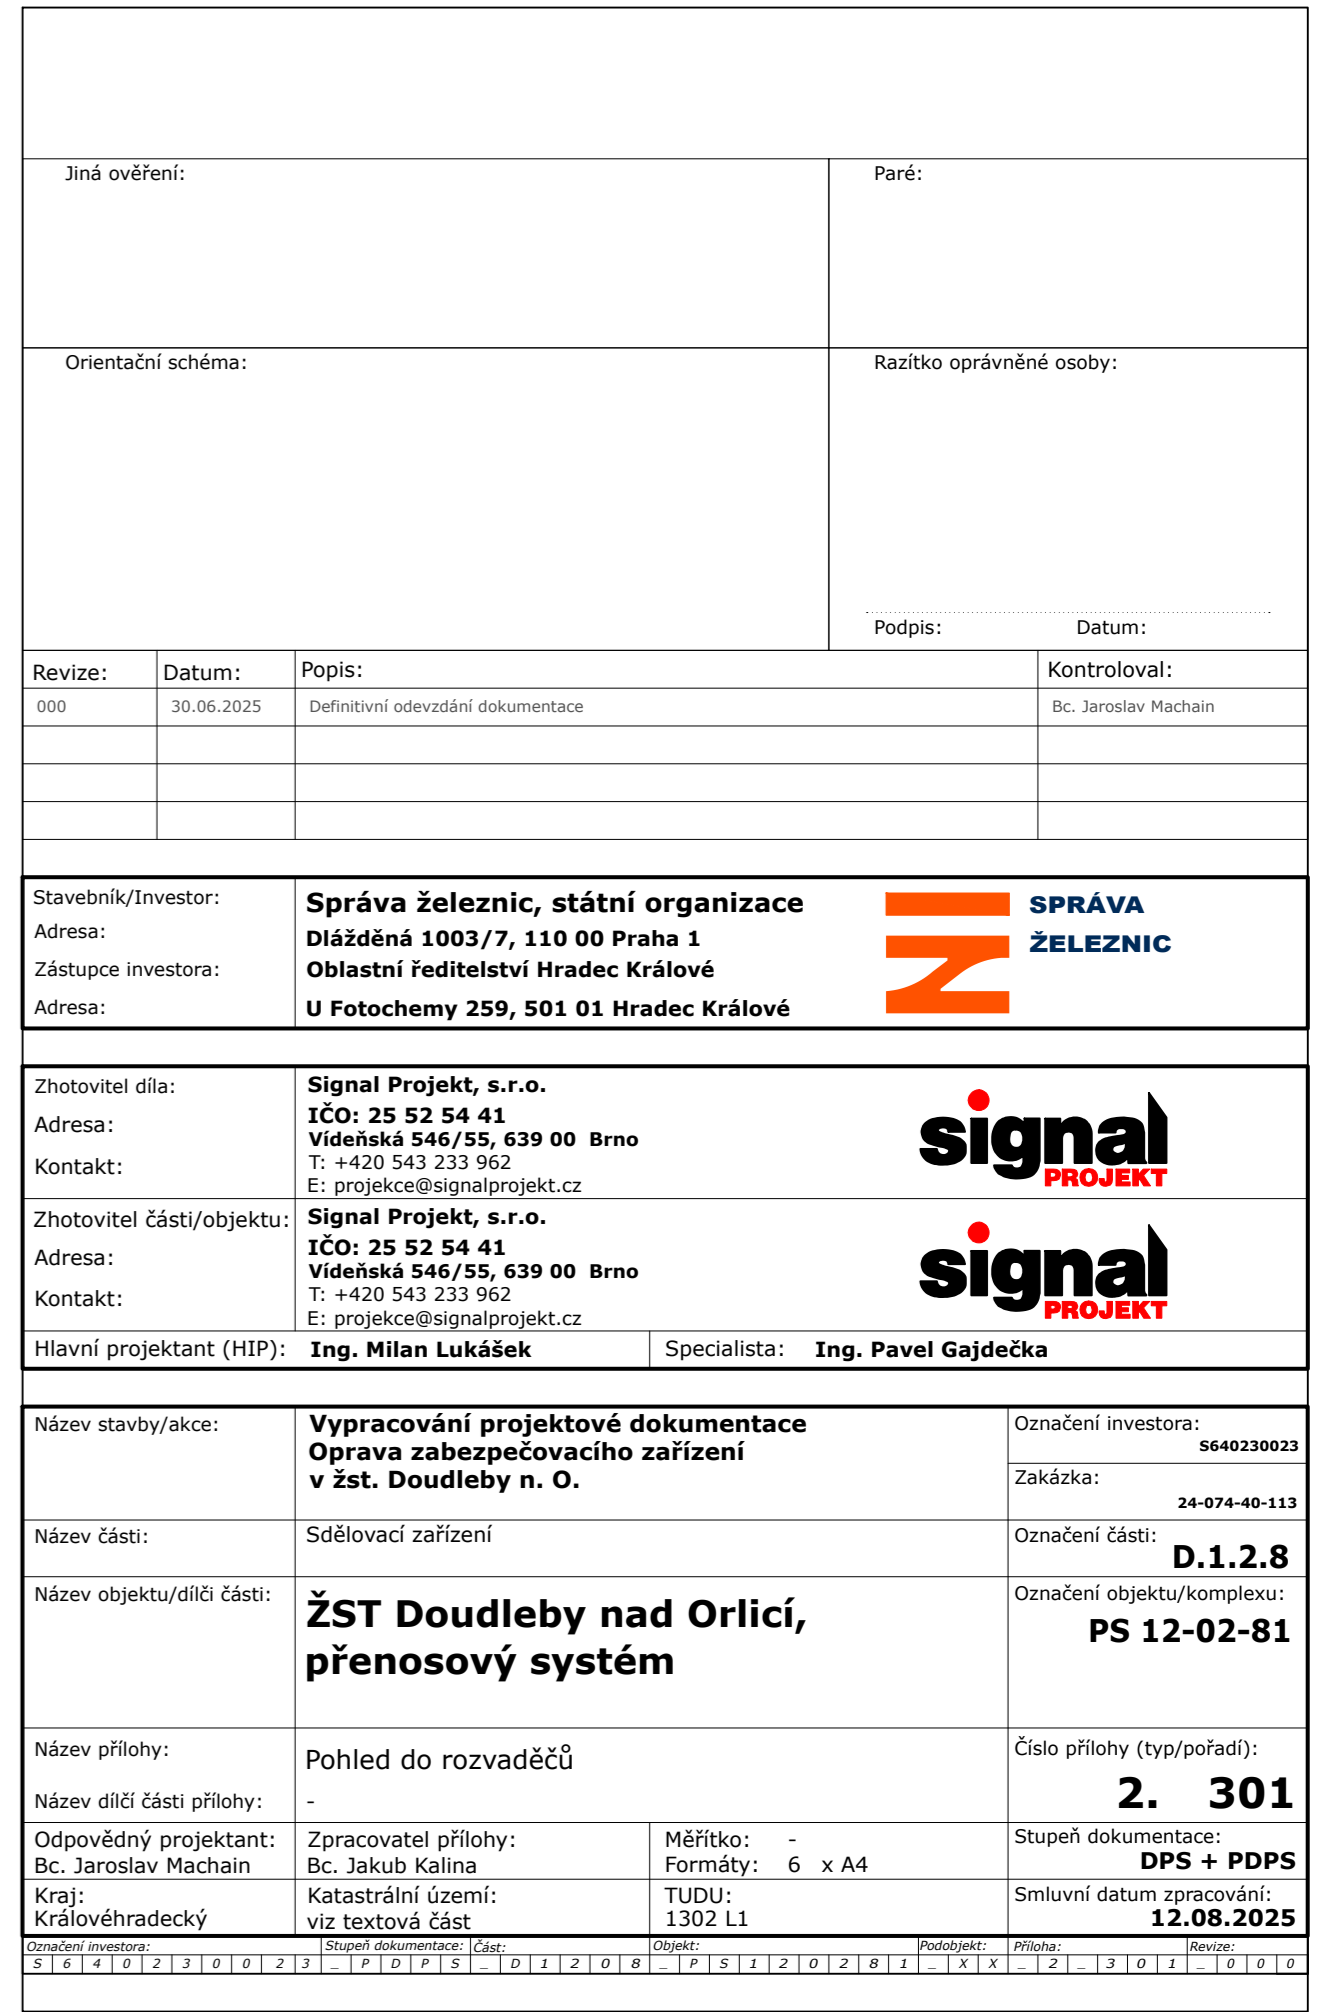 Jiná ověření:
Paré:
Orientační schéma:
Razítko oprávněné osoby:
Podpis: Datum:
Revize: Datum: Popis: Kontroloval:
000 30.06.2025 Definitivní odevzdání dokumentace Bc. Jaroslav Machain
Stavebník/Investor: Správa železnic, státní organizace
Adresa: Dlážděná 1003/7, 110 00 Praha 1
Zástupce investora: Oblastní ředitelství Hradec Králové
Adresa: U Fotochemy 259, 501 01 Hradec Králové
SPRÁVA
ŽELEZNIC
Zhotovitel díla: Signal Projekt, s.r.o.
IČO: 25 52 54 41
Adresa: Vídeňská 546/55, 639 00 Brno
Kontakt: T: +420 543 233 962
E: projekce@signalprojekt.cz
signal
PROJEKT
Zhotovitel části/objektu: Signal Projekt, s.r.o.
IČO: 25 52 54 41
Adresa: Vídeňská 546/55, 639 00 Brno
Kontakt: T: +420 543 233 962
E: projekce@signalprojekt.cz
signal
PROJEKT
Hlavní projektant (HIP): Ing. Milan Lukášek Specialista: Ing. Pavel Gajdečka
Název stavby/akce: Vypracování projektové dokumentace
Oprava zabezpečovacího zařízení
v žst. Doudleby n. O.
Označení investora:
S640230023
Zakázka:
24-074-40-113
Název části: Sdělovací zařízení
Označení části:
D.1.2.8
Název objektu/dílči části: ŽST Doudleby nad Orlicí,
přenosový systém
Označení objektu/komplexu:
PS 12-02-81
Název přílohy: Pohled do rozvaděčů
Název dílčí části přílohy: -
Číslo přílohy (typ/pořadí):
2. 301
Odpovědný projektant: Zpracovatel přílohy: Měřítko: - Stupeň dokumentace:
Bc. Jaroslav Machain Bc. Jakub Kalina Formáty: 6 x A4 DPS + PDPS
Kraj: Katastrální území: TUDU: Smluvní datum zpracování:
Královéhradecký viz textová část 1302 L1 12.08.2025
Označení investora: Stupeň dokumentace: Část: Objekt: Podobjekt: Příloha: Revize:
S 6 4 0 2 3 0 0 2 3 _ P D P S _ D 1 2 0 8 _ P S 1 2 0 2 8 1 _ X X _ 2 _ 3 0 1 _ 0 0 0